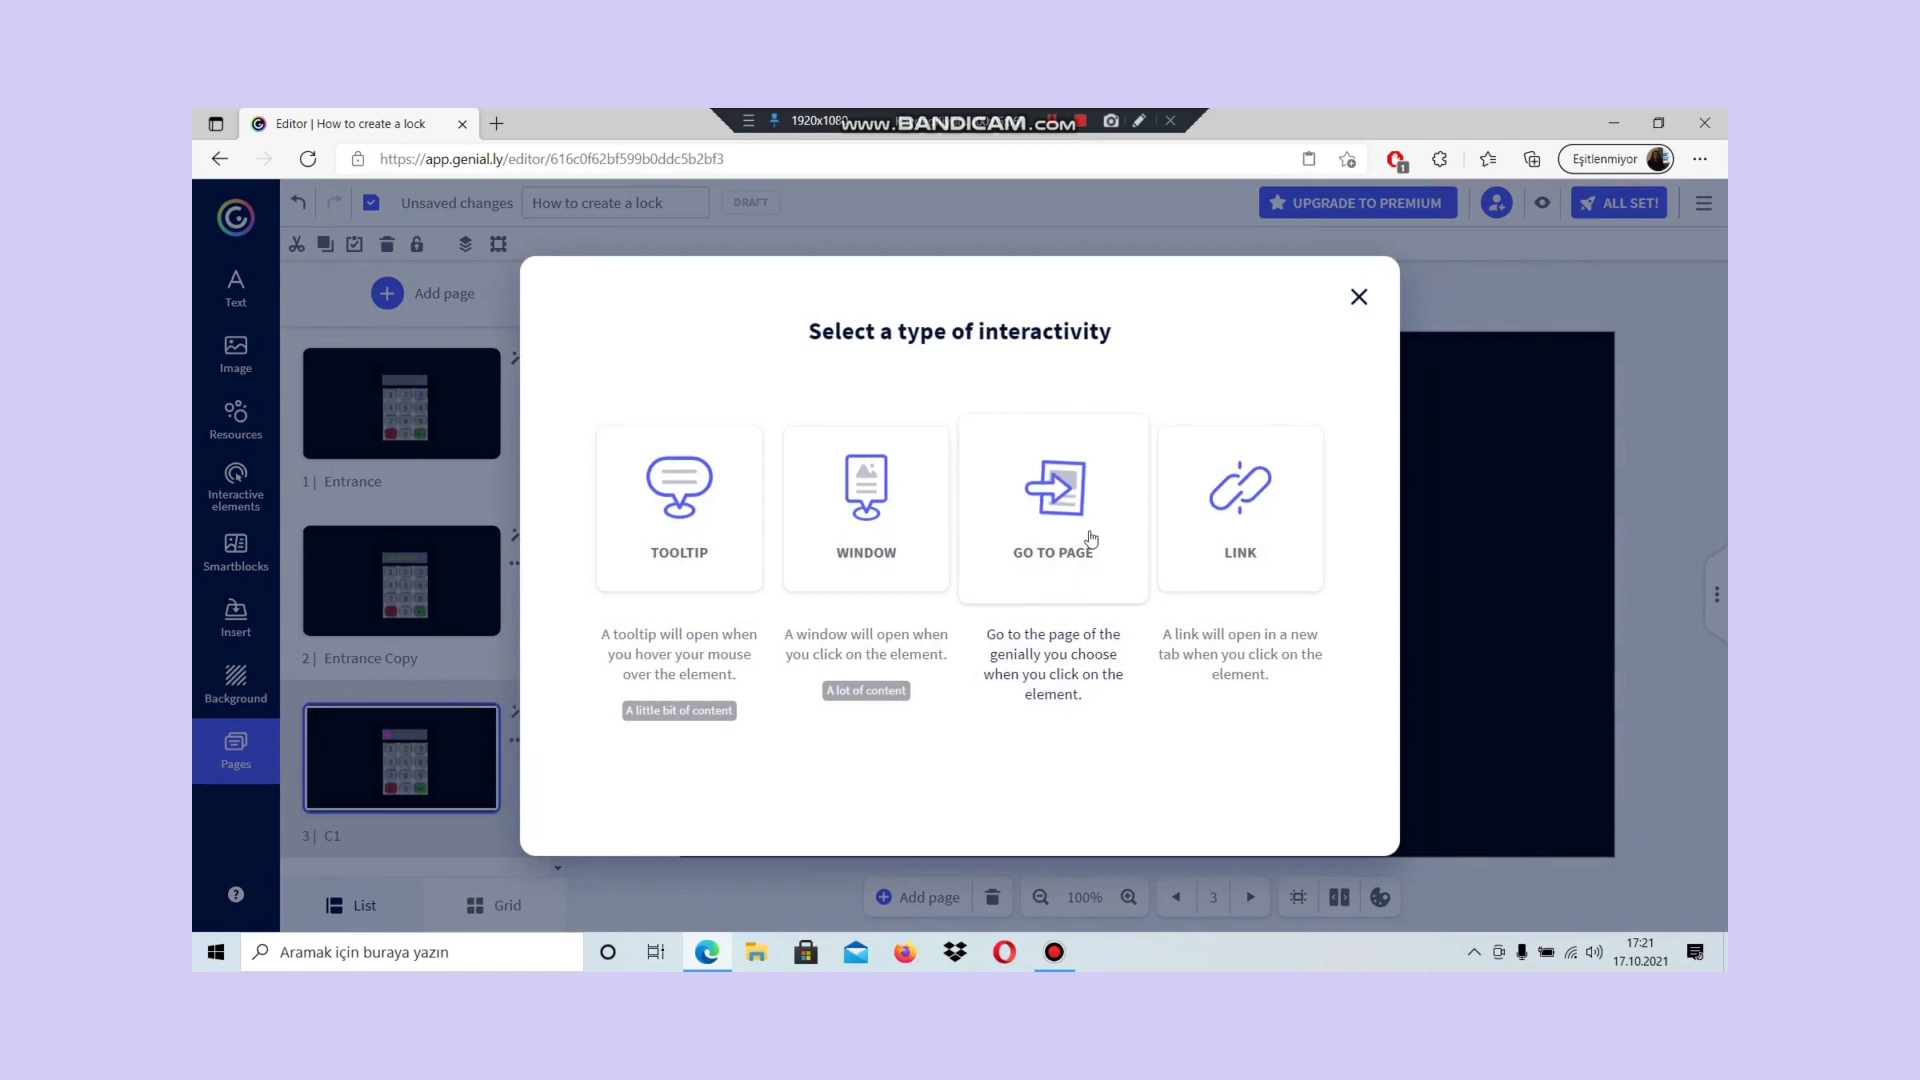 Editor | How to create a lock
1920x1080
www.BANDICAM.com
https://app.genial.ly/editor/616c0f62bf599b0ddc5b2bf3
1
Eşitlenmiyor
Unsaved changes
How to create a lock
DRAFT
UPGRADE TO PREMIUM
ALL SET!
Text
Image
Resources
Interactive
elements
Smartblocks
Insert
Background
Pages
Add page
1 | Entrance
2 | Entrance Copy
3 | C1
List
Grid
Select a type of interactivity
TOOLTIP
WINDOW
GO TO PAGE
LINK
A tooltip will open when
you hover your mouse
over the element.
A little bit of content
A window will open when
you click on the element.
A lot of content
Go to the page of the
genially you choose
when you click on the
element.
A link will open in a new
tab when you click on the
element.
Add page
100%
3
Aramak için buraya yazın
17:21
17.10.2021